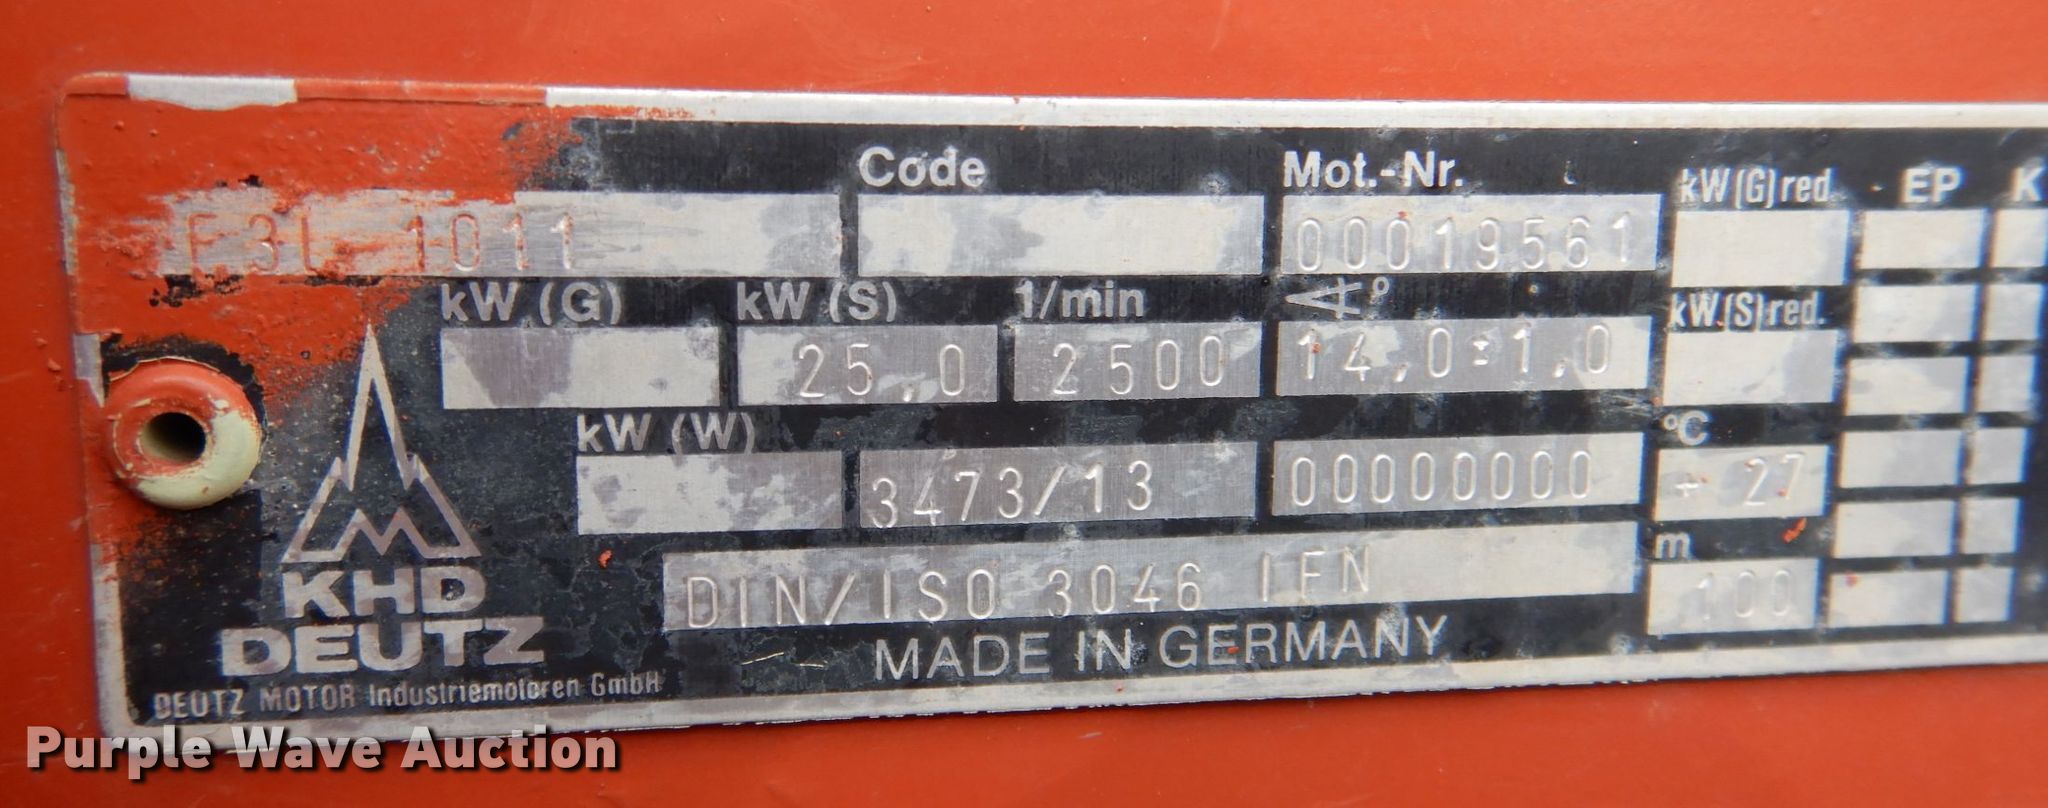 Code Mot.-Nr. kW(G)red. EP K
F3L 1011 00019561
kW (G) kW (S) 1/min A° kW(S)red.
25,0 2500 14,0:1,0
kW (W) °C
3473/13 00000000 + 27
m
DIN/ISO 3046 IFN 100
MADE IN GERMANY
KHD
DEUTZ
DEUTZ MOTOR Industriemotoren GmbH
Purple Wave Auction